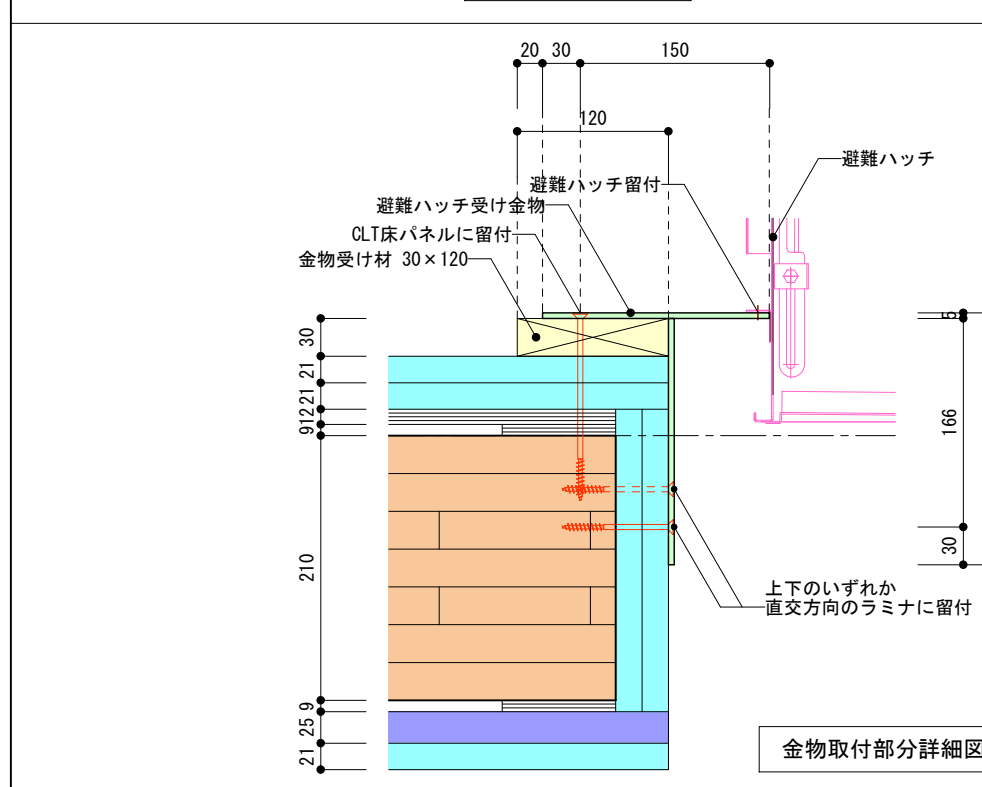 20 30 150
120
避難ハッチ
避難ハッチ留付
避難ハッチ受け金物
CLT床パネルに留付
金物受け材 30×120
30
21
21
12
9
210
9
25
21
5
166
30
上下のいずれか
直交方向のラミナに留付
金物取付部分詳細図